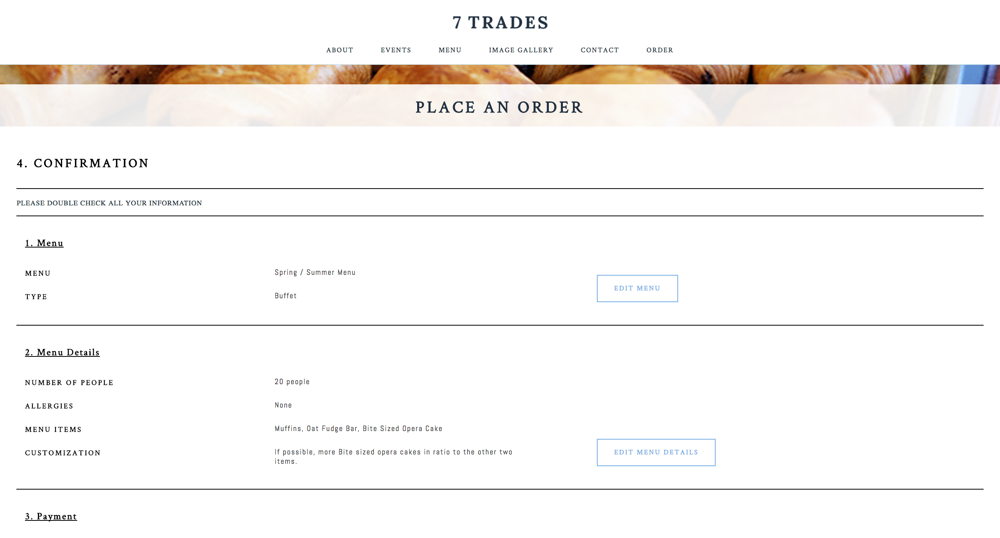 7 TRADES
ABOUT EVENTS MENU IMAGE GALLERY CONTACT ORDER
PLACE AN ORDER
4. CONFIRMATION
PLEASE DOUBLE CHECK ALL YOUR INFORMATION
1. Menu
MENU Spring / Summer Menu
EDIT MENU
TYPE Buffet
2. Menu Details
NUMBER OF PEOPLE 20 people
ALLERGIES None
MENU ITEMS Muffins, Oat Fudge Bar, Bite Sized Opera Cake
CUSTOMIZATION If possible, more Bite sized opera cakes in ratio to the other two
items.
EDIT MENU DETAILS
3. Payment